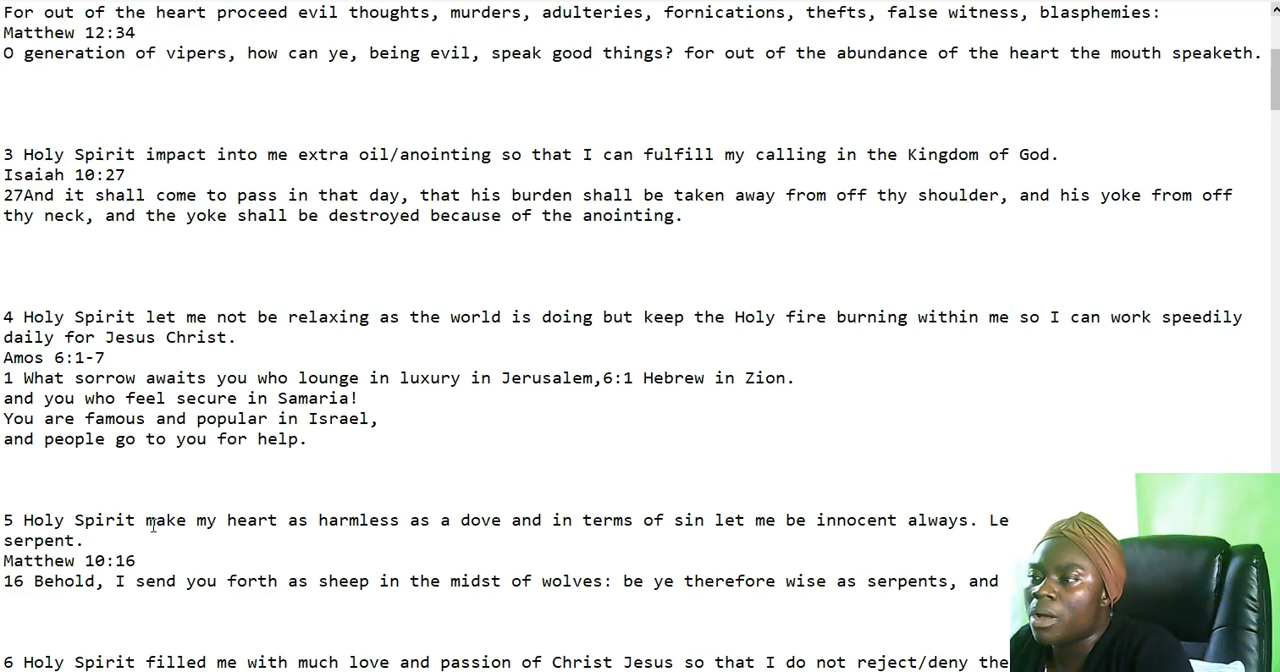 For out of the heart proceed evil thoughts, murders, adulteries, fornications, thefts, false witness, blasphemies:
Matthew 12:34
O generation of vipers, how can ye, being evil, speak good things? for out of the abundance of the heart the mouth speaketh.
3 Holy Spirit impact into me extra oil/anointing so that I can fulfill my calling in the Kingdom of God.
Isaiah 10:27
27And it shall come to pass in that day, that his burden shall be taken away from off thy shoulder, and his yoke from off
thy neck, and the yoke shall be destroyed because of the anointing.
4 Holy Spirit let me not be relaxing as the world is doing but keep the Holy fire burning within me so I can work speedily
daily for Jesus Christ.
Amos 6:1-7
1 What sorrow awaits you who lounge in luxury in Jerusalem,6:1 Hebrew in Zion.
and you who feel secure in Samaria!
You are famous and popular in Israel,
and people go to you for help.
5 Holy Spirit make my heart as harmless as a dove and in terms of sin let me be innocent always.
serpent.
Matthew 10:16
16 Behold, I send you forth as sheep in the midst of wolves: be ye therefore wise as serpents, and
6 Holy Spirit filled me with much love and passion of Christ Jesus so that I do not reject/deny the